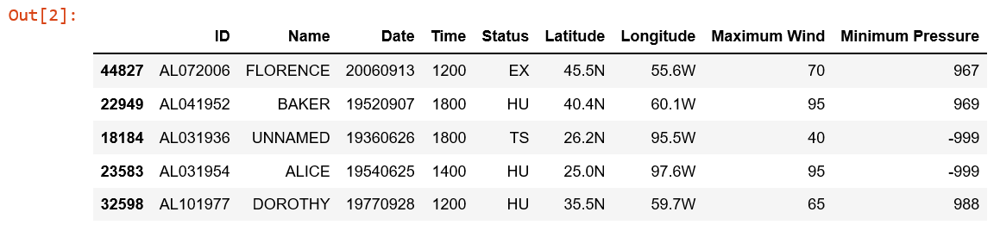 Out[2]:
ID Name Date Time Status Latitude Longitude Maximum Wind Minimum Pressure
44827 AL072006 FLORENCE 20060913 1200 EX 45.5N 55.6W 70 967
22949 AL041952 BAKER 19520907 1800 HU 40.4N 60.1W 95 969
18184 AL031936 UNNAMED 19360626 1800 TS 26.2N 95.5W 40 -999
23583 AL031954 ALICE 19540625 1400 HU 25.0N 97.6W 95 -999
32598 AL101977 DOROTHY 19770928 1200 HU 35.5N 59.7W 65 988